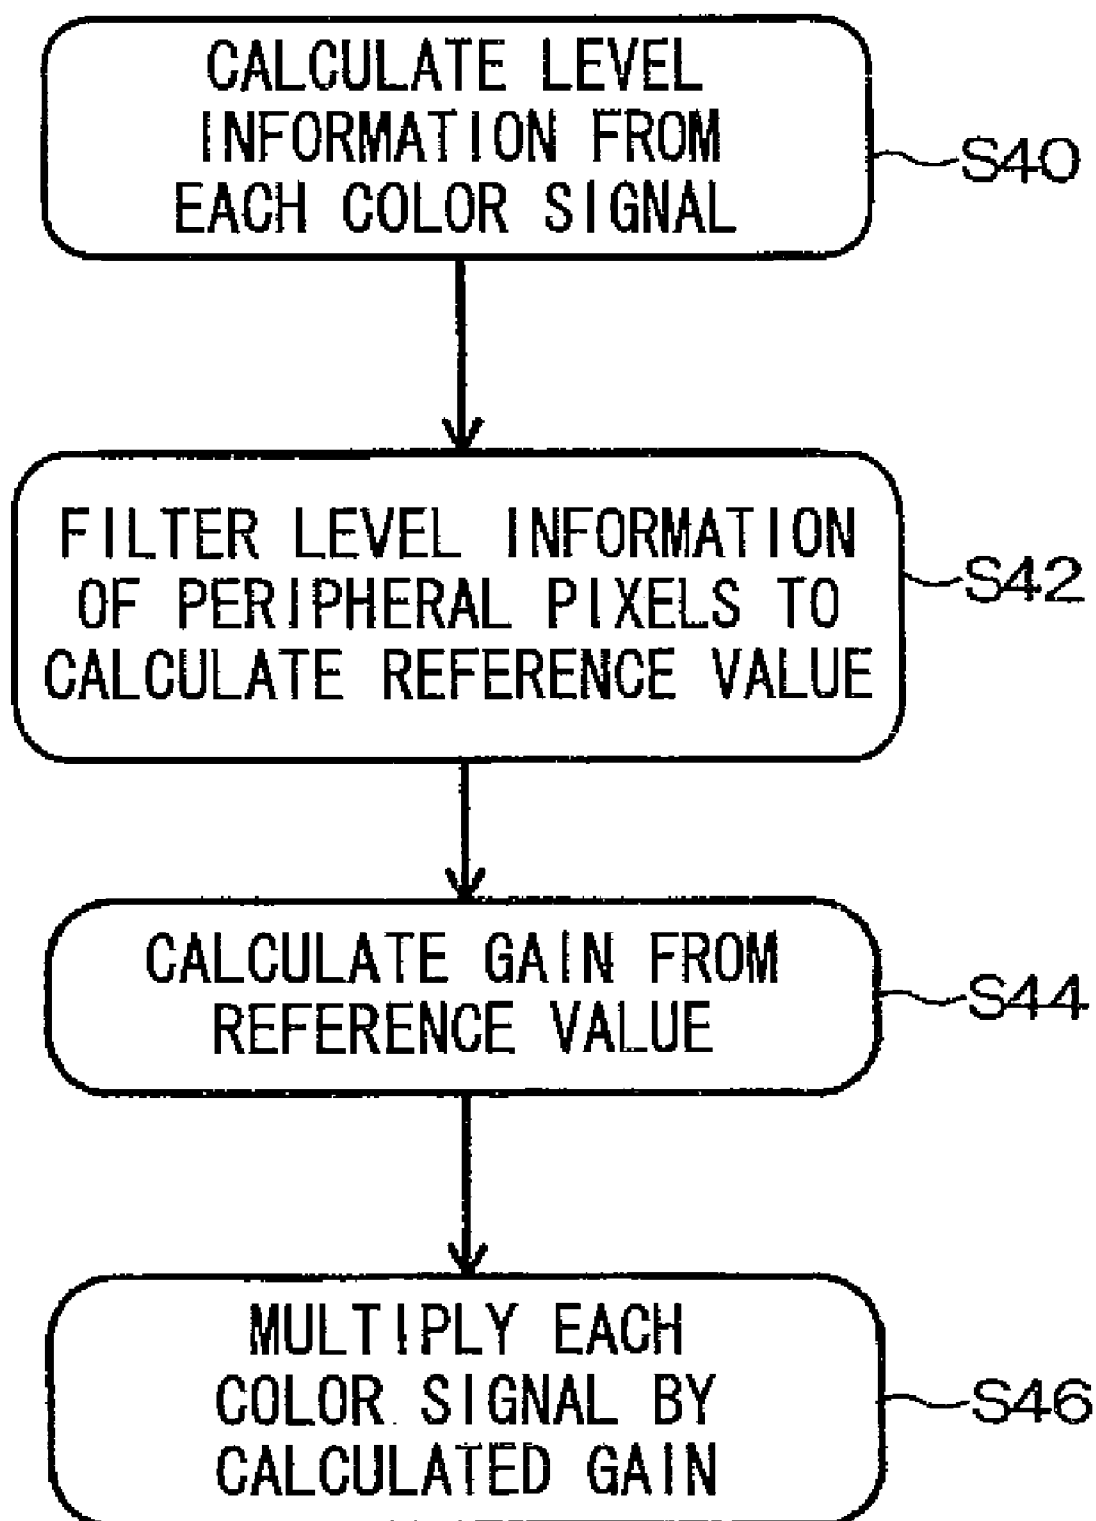 CALCULATE LEVEL
INFORMATION FROM
EACH COLOR SIGNAL
S40
FILTER LEVEL INFORMATION
OF PERIPHERAL PIXELS TO
CALCULATE REFERENCE VALUE
S42
CALCULATE GAIN FROM
REFERENCE VALUE
S44
MULTIPLY EACH
COLOR SIGNAL BY
CALCULATED GAIN
S46